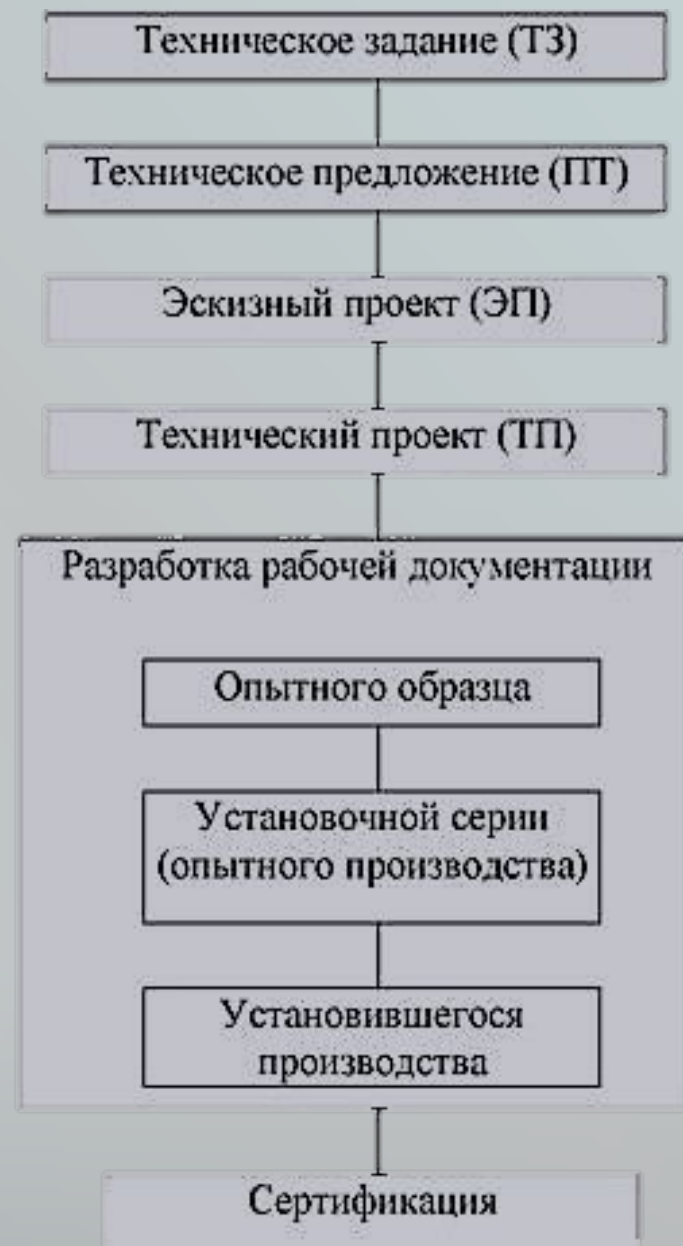 Техническое задание (ТЗ)
Техническое предложение (ПТ)
Эскизный проект (ЭП)
Технический проект (ТП)
Разработка рабочей документации
Опытного образца
Установочной серии
(опытного производства)
Установившегося
производства
Сертификация